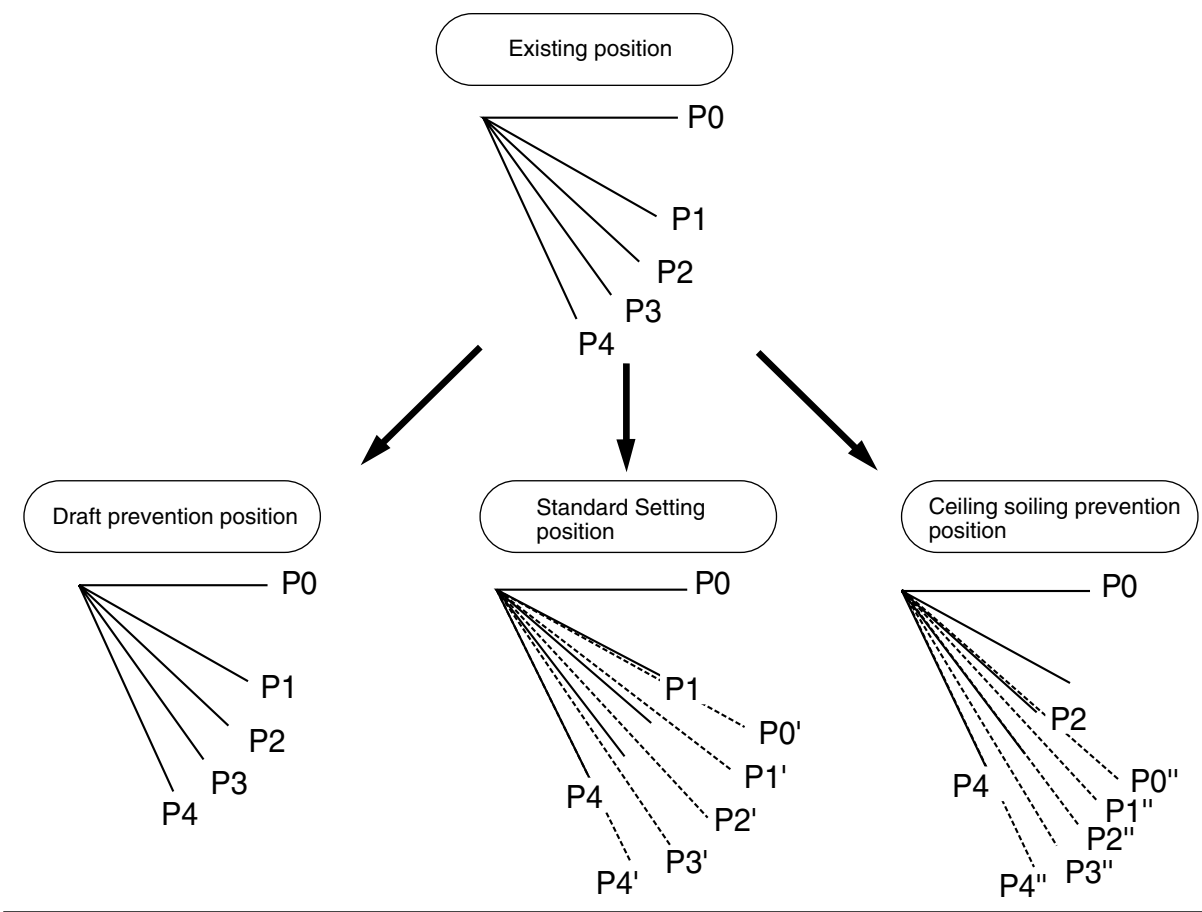 Existing position
P0
P1
P2
P3
P4
Draft prevention position
P0
P1
P2
P3
P4
Standard Setting
position
P0
P1
P0'
P1'
P4
P2'
P3'
P4'
Ceiling soiling prevention
position
P0
P2
P4
P0"
P1"
P2"
P3"
P4"